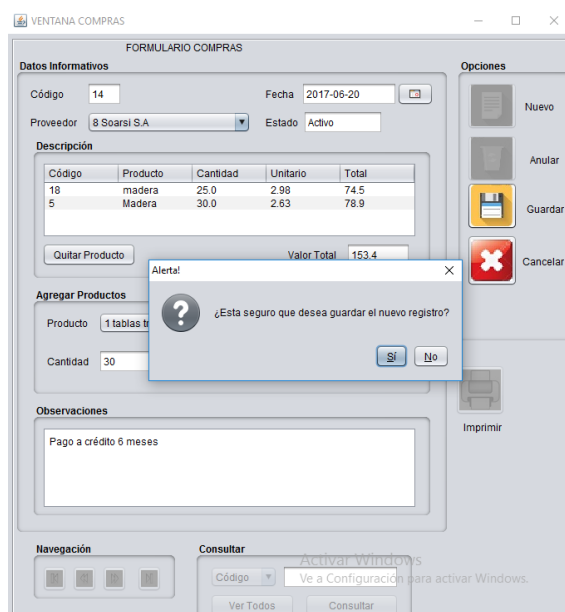 VENTANA COMPRAS
FORMULARIO COMPRAS
Datos Informativos
Opciones
Código 14 Fecha 2017-06-20
Nuevo
Proveedor 8 Soarsi S.A Estado Activo
Descripción
Anular
Código Producto Cantidad Unitario Total
18 madera 25.0 2.98 74.5
5 Madera 30.0 2.63 78.9
Guardar
Quitar Producto Valor Total 153.4
Cancelar
Alerta!
Agregar Productos
¿Esta seguro que desea guardar el nuevo registro?
Producto 1 tablas
Sí No
Cantidad 30
Observaciones
Imprimir
Pago a crédito 6 meses
Navegación
Consultar
Activar Windows
Código
Ve a Configuración para activar Windows.
Ver Todos Consultar